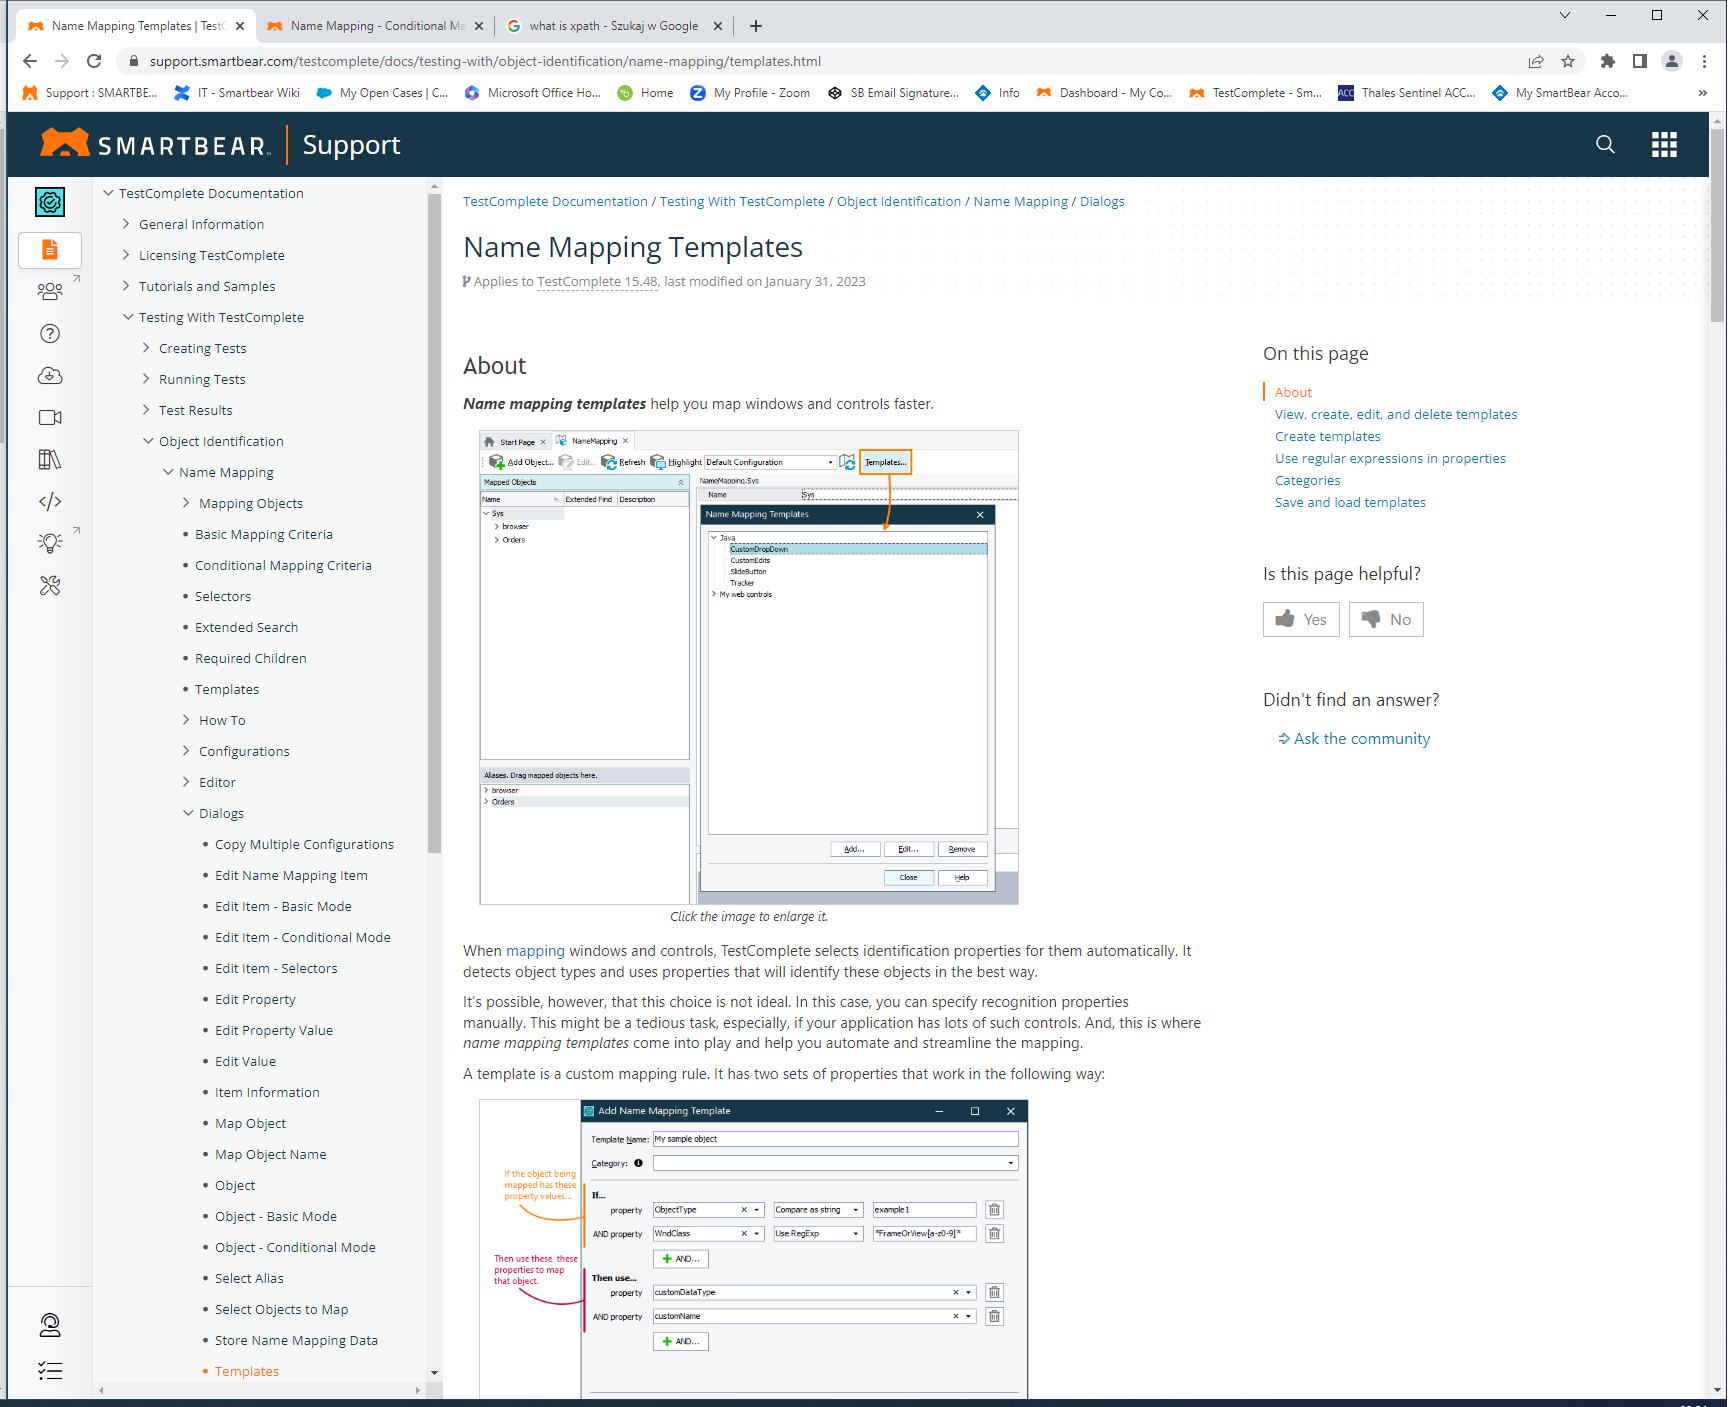 Name Mapping Templates | TestC
Name Mapping - Conditional Ma
what is xpath - Szukaj w Google
support.smartbear.com/testcomplete/docs/testing-with/object-identification/name-mapping/templates.html
Support : SMARTBE...
IT - Smartbear Wiki
My Open Cases | C...
Microsoft Office Ho...
Home
My Profile - Zoom
SB Email Signature...
Info
Dashboard - My Co...
TestComplete - Sm...
ACC
Thales Sentinel ACC...
My SmartBear Acco...
SMARTBEAR
Support
TestComplete Documentation
General Information
Licensing TestComplete
Tutorials and Samples
Testing With TestComplete
Creating Tests
Running Tests
Test Results
Object Identification
Name Mapping
Mapping Objects
Basic Mapping Criteria
Conditional Mapping Criteria
Selectors
Extended Search
Required Children
Templates
How To
Configurations
Editor
Dialogs
Copy Multiple Configurations
Edit Name Mapping Item
Edit Item - Basic Mode
Edit Item - Conditional Mode
Edit Item - Selectors
Edit Property
Edit Property Value
Edit Value
Item Information
Map Object
Map Object Name
Object
Object - Basic Mode
Object - Conditional Mode
Select Alias
Select Objects to Map
Store Name Mapping Data
Templates
TestComplete Documentation / Testing With TestComplete / Object Identification / Name Mapping / Dialogs
Name Mapping Templates
Applies to TestComplete 15.48, last modified on January 31, 2023
About
Name mapping templates help you map windows and controls faster.
Start Page
NameMapping
Add Object...
Edit...
Refresh
Highlight
Default Configuration
Templates...
Mapped Objects
Name
Extended Find
Description
Sys
browser
Orders
NameMapping.Sys
Name
Sys
Name Mapping Templates
Java
CustomDropDown
CustomEdits
SlideButton
Tracker
My web controls
Aliases. Drag mapped objects here.
browser
Orders
Add...
Edit...
Remove
Close
Help
Click the image to enlarge it.
When mapping windows and controls, TestComplete selects identification properties for them automatically. It
detects object types and uses properties that will identify these objects in the best way.
It's possible, however, that this choice is not ideal. In this case, you can specify recognition properties
manually. This might be a tedious task, especially, if your application has lots of such controls. And, this is where
name mapping templates come into play and help you automate and streamline the mapping.
A template is a custom mapping rule. It has two sets of properties that work in the following way:
Add Name Mapping Template
Template Name:
My sample object
Category:
If the object being
mapped has these
property values...
If...
property
ObjectType
Compare as string
example1
AND property
WndClass
Use RegExp
*FrameOrView[a-z0-9]*
AND...
Then use these these
properties to map
that object.
Then use...
property
customDataType
AND property
customName
AND...
On this page
About
View, create, edit, and delete templates
Create templates
Use regular expressions in properties
Categories
Save and load templates
Is this page helpful?
Yes
No
Didn't find an answer?
Ask the community